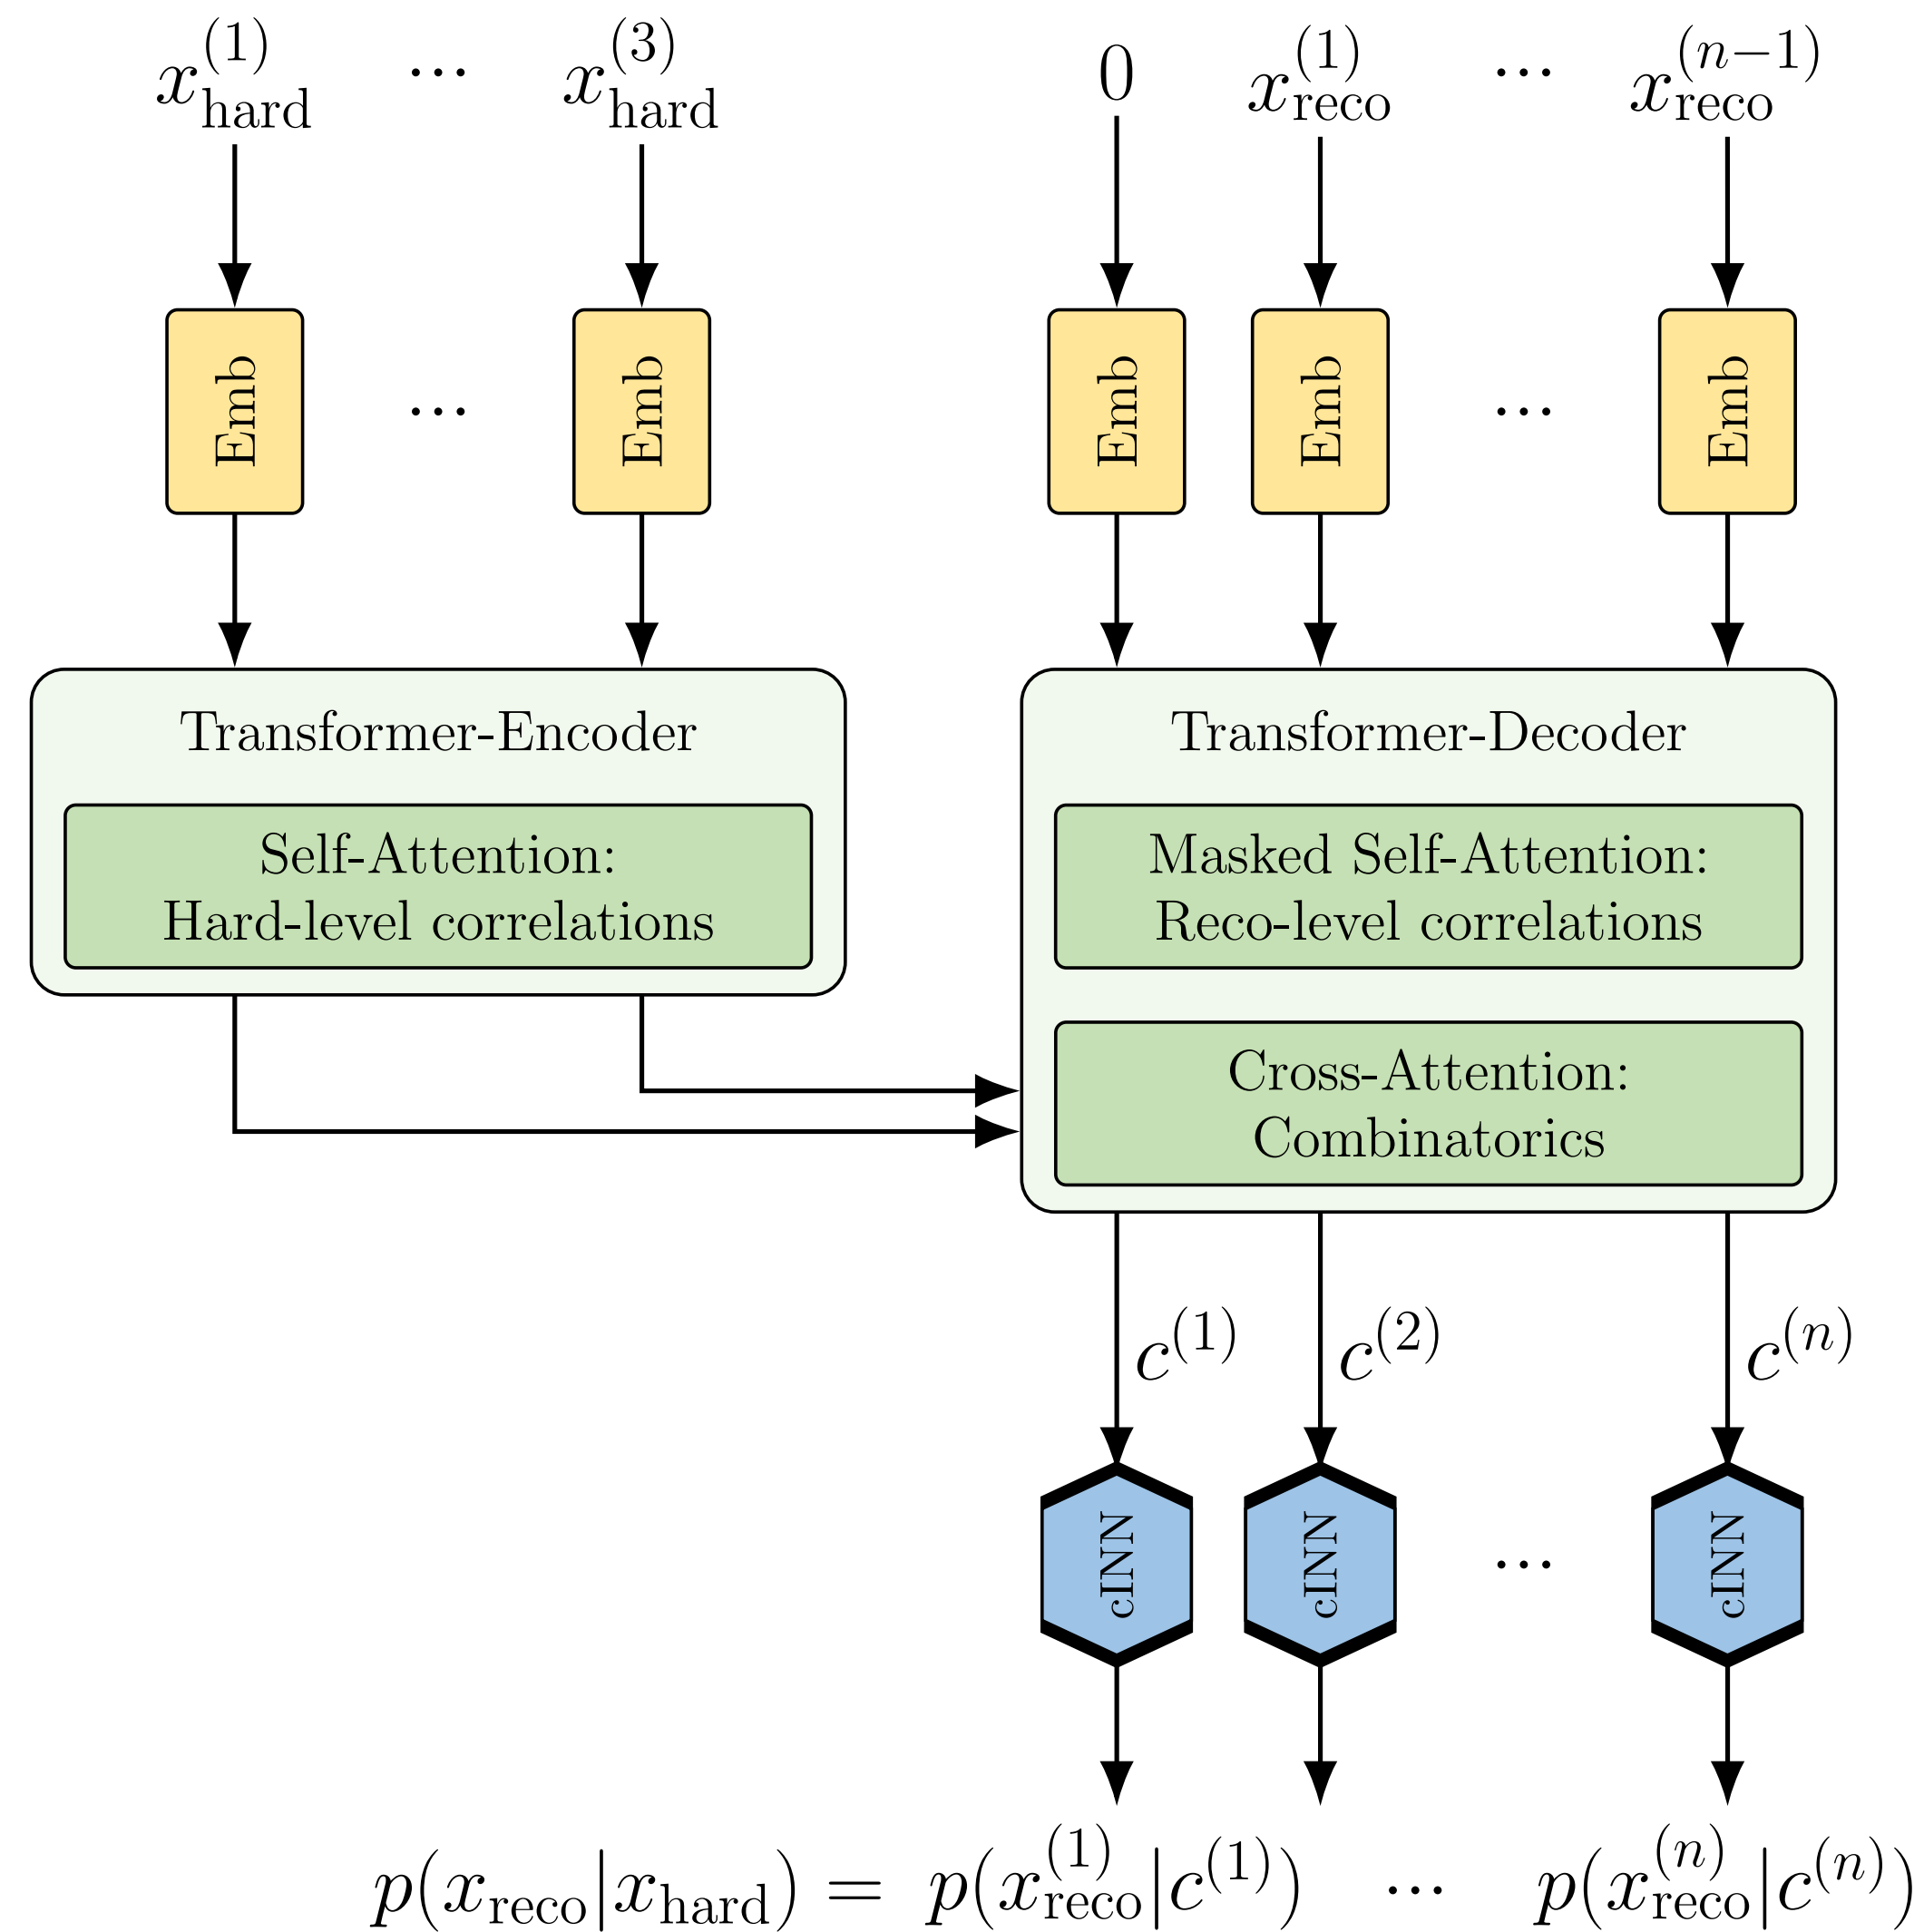 x_hard^(1) ··· x_hard^(3) 0 x_reco^(1) ··· x_reco^(n−1)
Emb ··· Emb Emb Emb ··· Emb
Transformer-Encoder
Self-Attention:
Hard-level correlations
Transformer-Decoder
Masked Self-Attention:
Reco-level correlations
Cross-Attention:
Combinatorics
c^(1) c^(2) c^(n)
cINN cINN ··· cINN
p(x_reco|x_hard) = p(x_reco^(1)|c^(1)) ··· p(x_reco^(n)|c^(n))